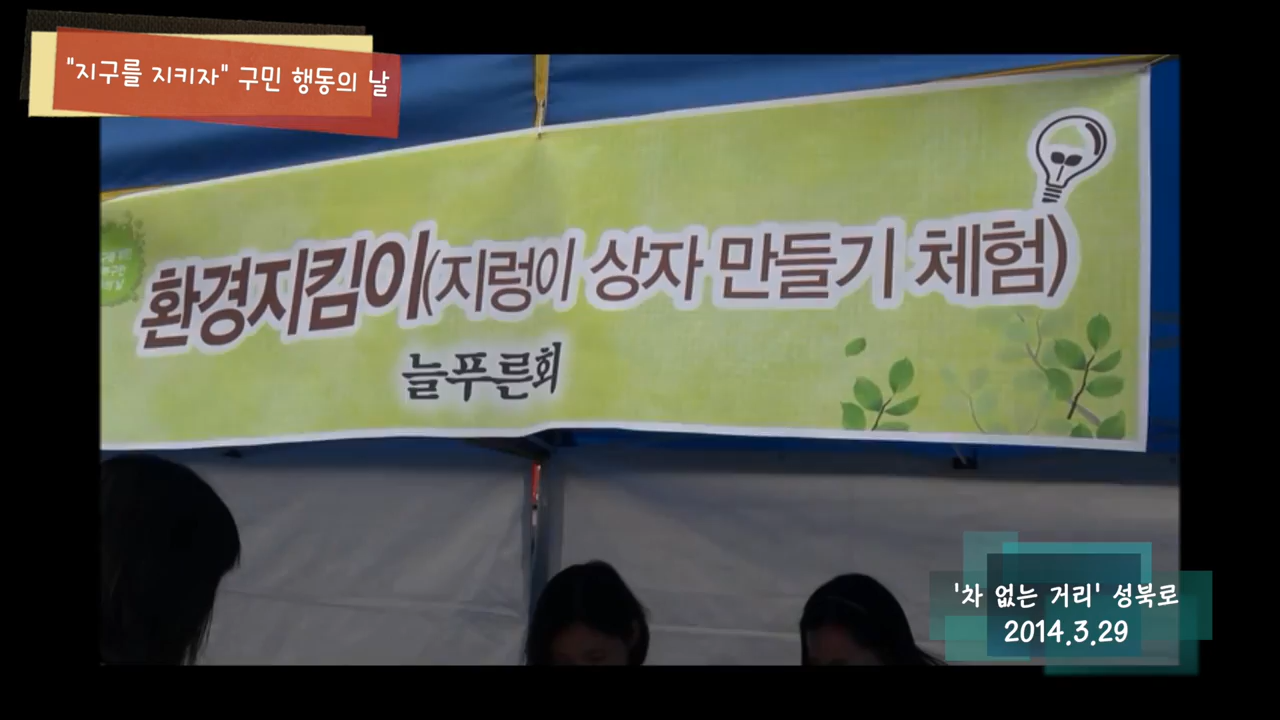 "지구를 지키자" 구민 행동의 날
환경지킴이(지렁이 상자 만들기 체험)
늘푸른회
'차 없는 거리' 성북로
2014.3.29